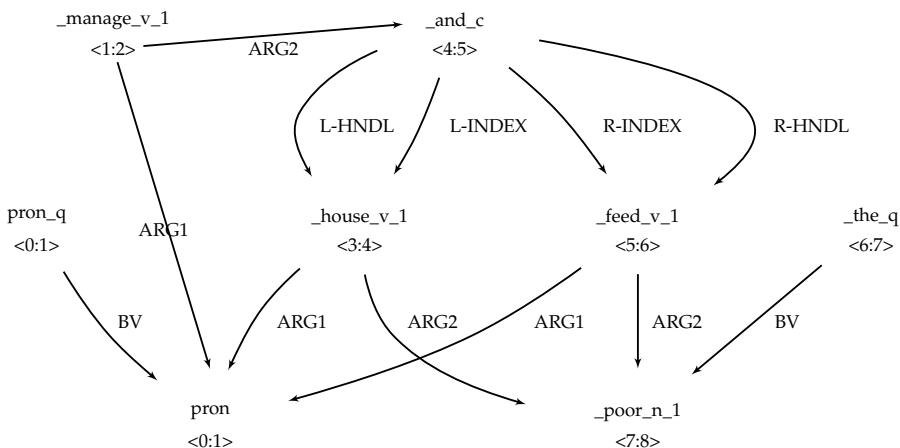 _manage_v_1 _and_c
<1:2> <4:5>
ARG2
L-HNDL L-INDEX R-INDEX R-HNDL
pron_q _house_v_1 _feed_v_1 _the_q
<0:1> <3:4> <5:6> <6:7>
ARG1
BV ARG1 ARG2 ARG1 ARG2 BV
pron _poor_n_1
<0:1> <7:8>